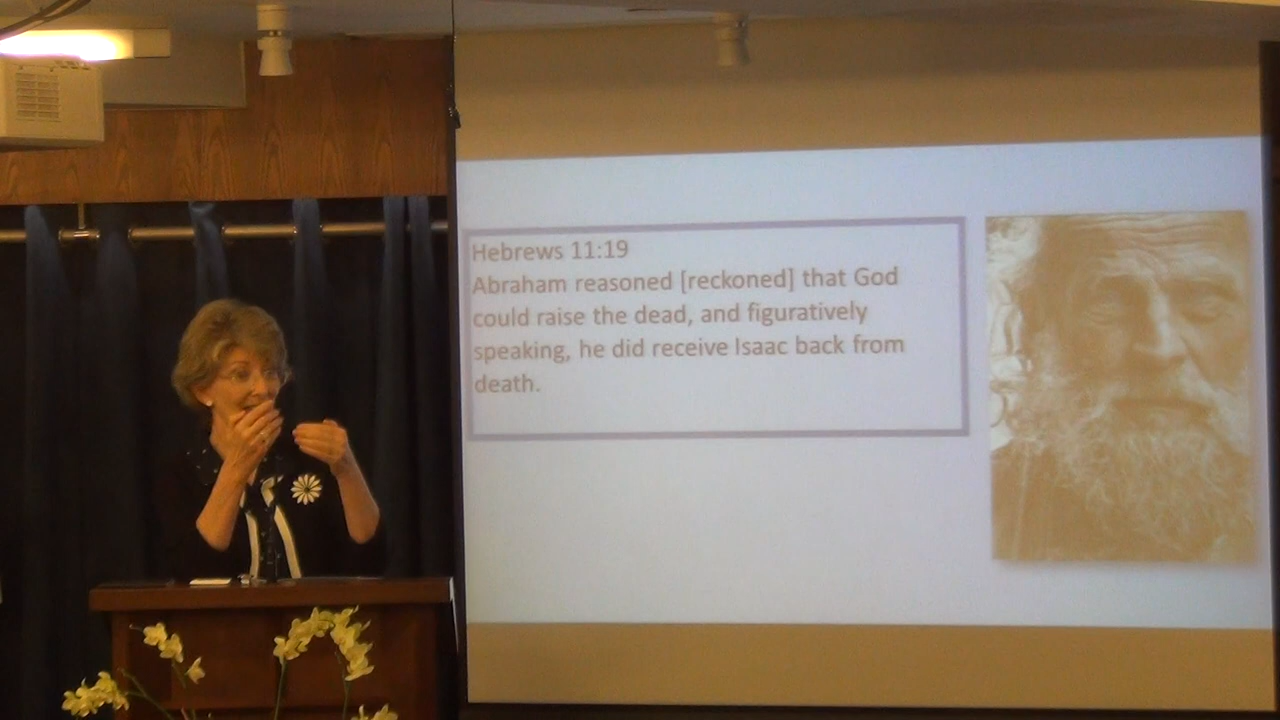 Hebrews 11:19
Abraham reasoned [reckoned] that God
could raise the dead, and figuratively
speaking, he did receive Isaac back from
death.